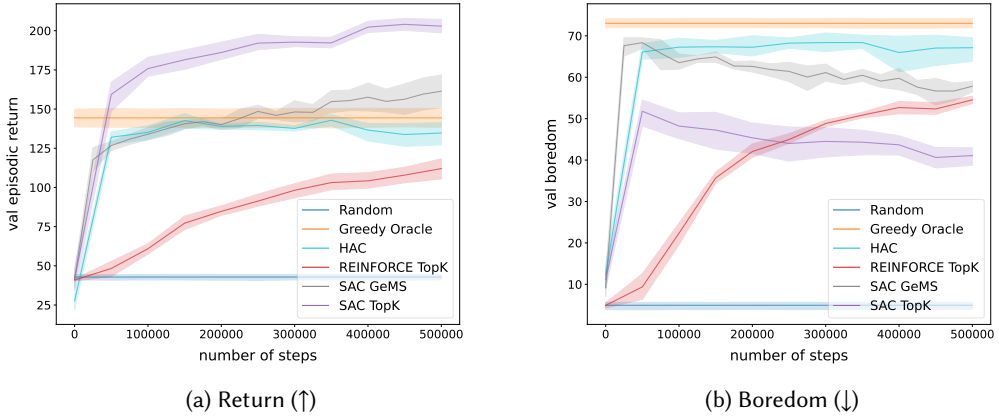 200
175
150
125
100
75
50
25
val episodic return
0
100000
200000
300000
400000
500000
number of steps
Random
Greedy Oracle
HAC
REINFORCE TopK
SAC GeMS
SAC TopK
(a) Return (↑)
70
60
50
40
30
20
10
val boredom
0
100000
200000
300000
400000
500000
number of steps
Random
Greedy Oracle
HAC
REINFORCE TopK
SAC GeMS
SAC TopK
(b) Boredom (↓)